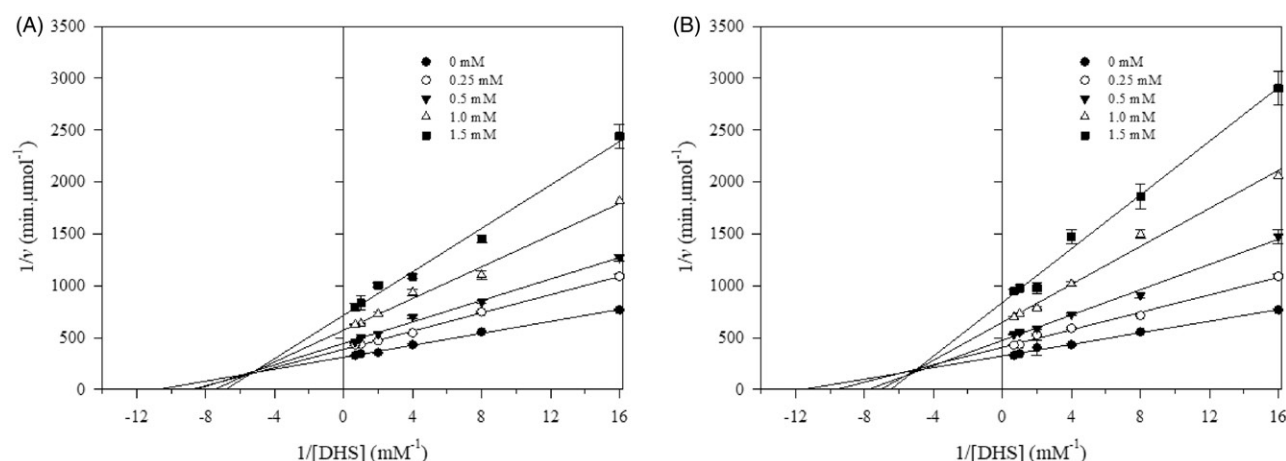 (A)
3500
3000
2500
2000
1500
1000
500
0
1/v (min.µmol⁻¹)
0 mM
0.25 mM
0.5 mM
1.0 mM
1.5 mM
-12 -8 -4 0 4 8 12 16
1/[DHS] (mM⁻¹)
(B)
3500
3000
2500
2000
1500
1000
500
0
1/v (min.µmol⁻¹)
0 mM
0.25 mM
0.5 mM
1.0 mM
1.5 mM
-12 -8 -4 0 4 8 12 16
1/[DHS] (mM⁻¹)